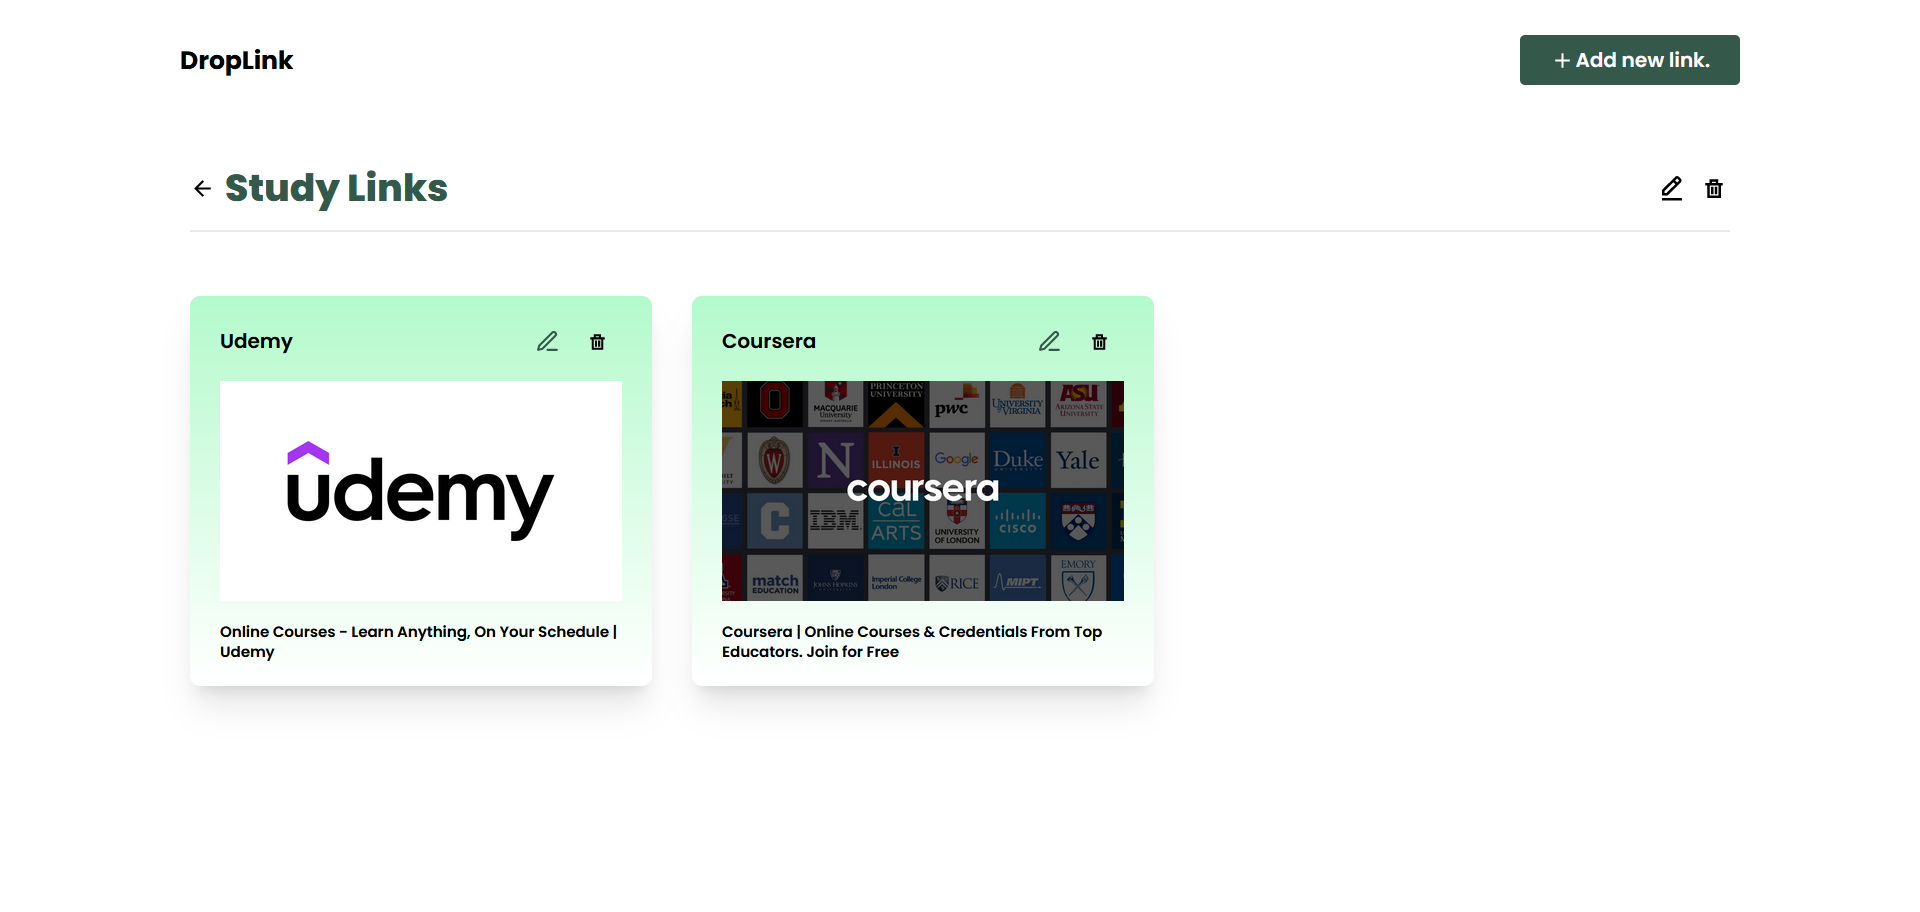 DropLink
+ Add new link.
Study Links
Udemy
udemy
Online Courses - Learn Anything, On Your Schedule |
Udemy
Coursera
PRINCETON
UNIVERSITY
MACQUARIE
University
pwc
UNIVERSITY
of VIRGINIA
ASU
ARIZONA STATE
UNIVERSITY
W
N
I
ILLINOIS
Google
Duke
UNIVERSITY
Yale
coursera
C
IBM
CAL
ARTS
UNIVERSITY
OF LONDON
CISCO
match
EDUCATION
JOHNS HOPKINS
UNIVERSITY
Imperial College
London
RICE
MIPT
EMORY
Coursera | Online Courses & Credentials From Top
Educators. Join for Free